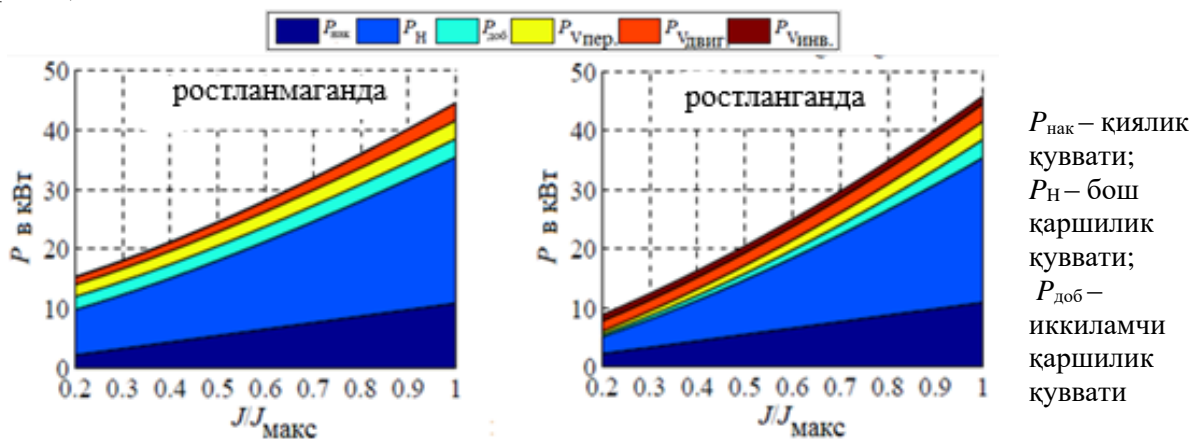 Pнак PН Pдоб PVпер. PVдвиг PVинв.
ростланмаганда
50
40
30
20
10
0
P в кВт
0.2 0.3 0.4 0.5 0.6 0.7 0.8 0.9 1
J/Jмакс
ростланганда
50
40
30
20
10
0
P в кВт
0.2 0.3 0.4 0.5 0.6 0.7 0.8 0.9 1
J/Jмакс
Pнак – қиялик
қуввати;
PН – бош
қаршилик
қуввати;
Pдоб –
иккиламчи
қаршилик
қуввати